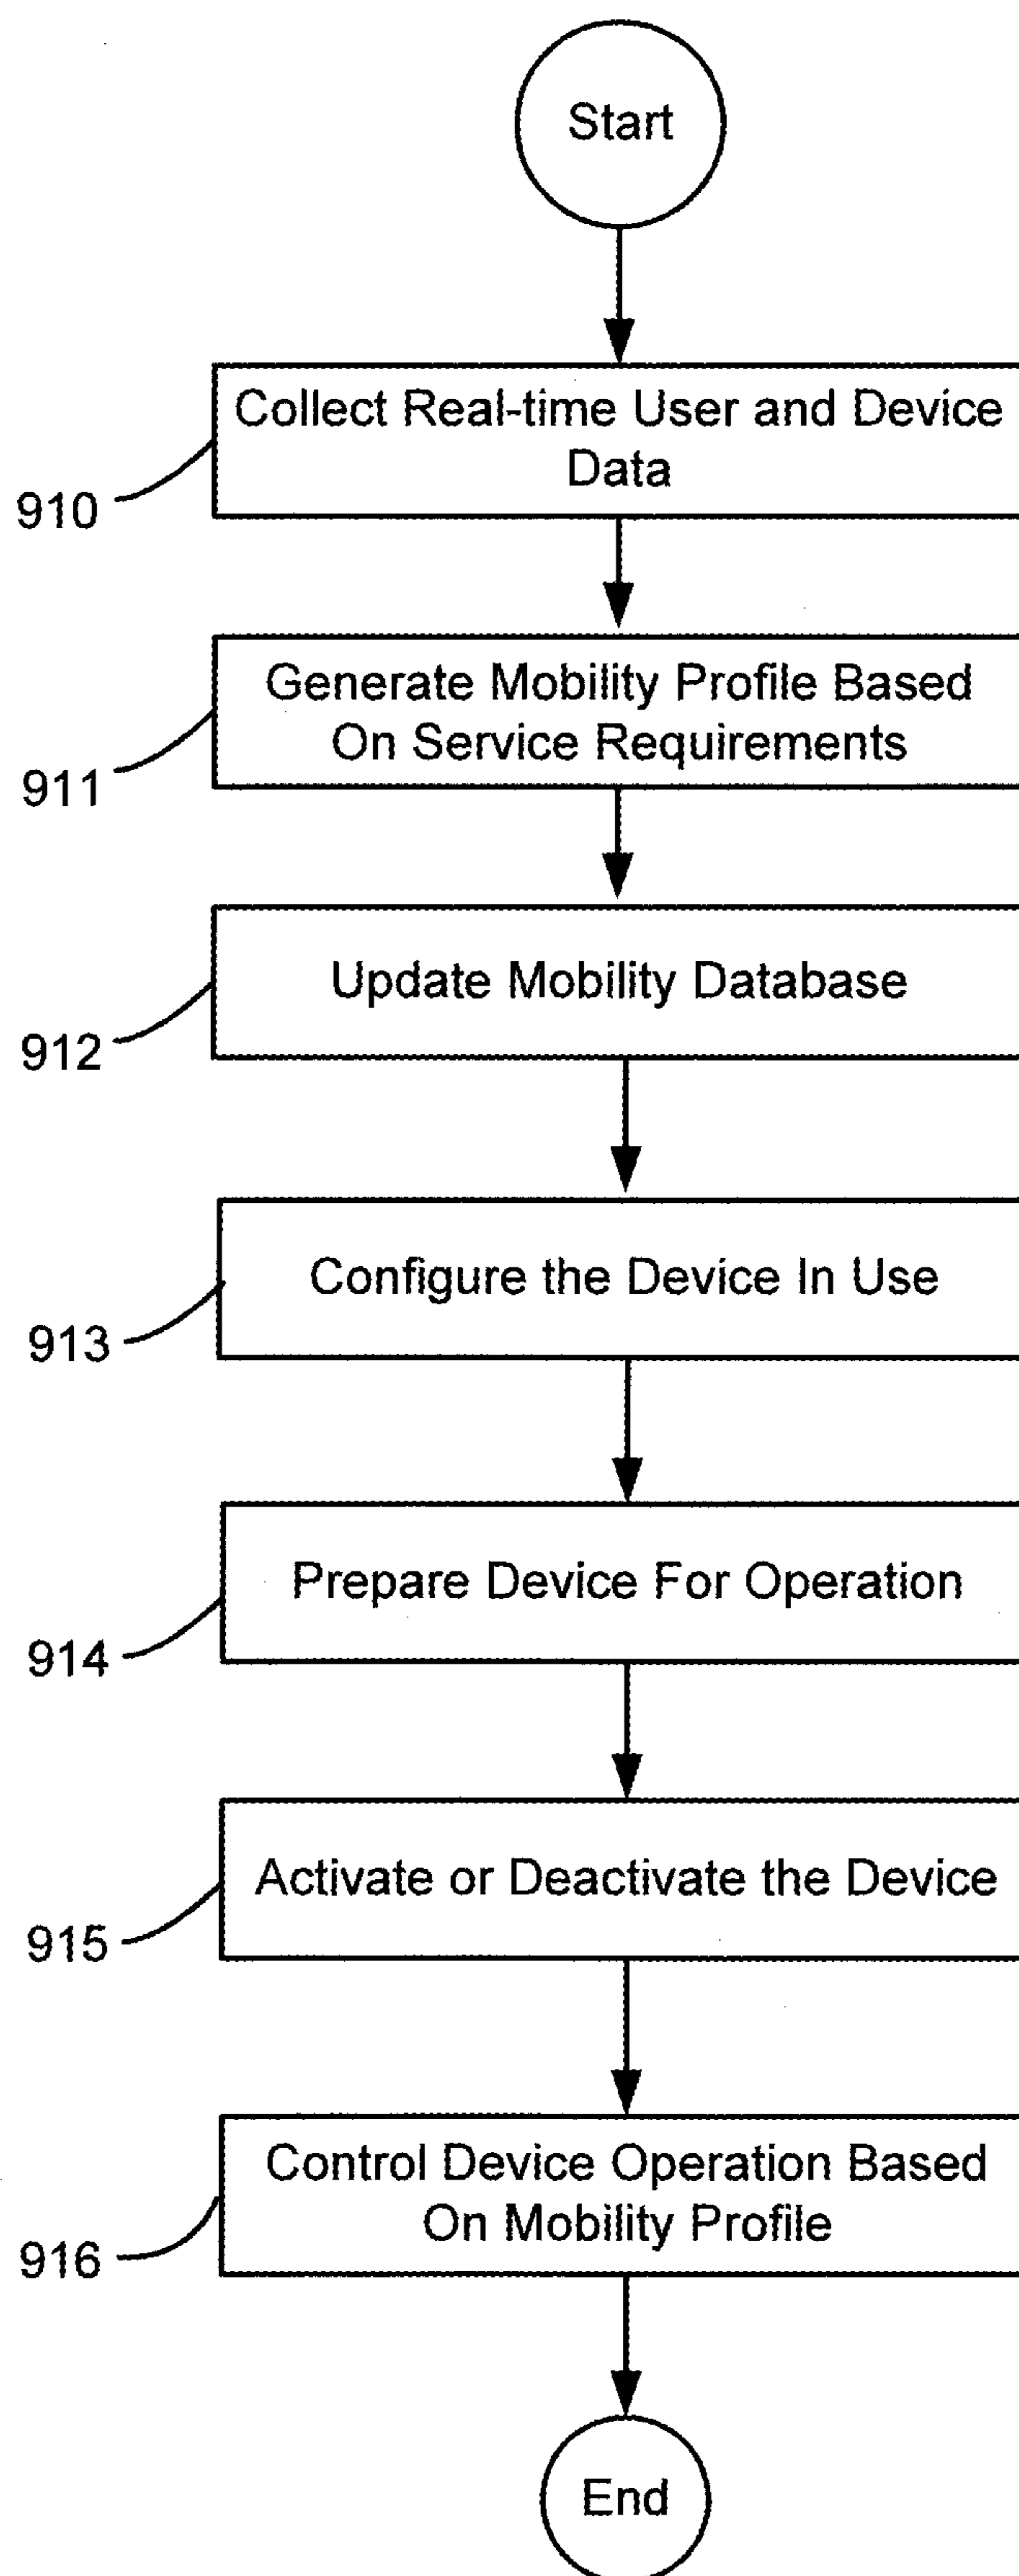 Start
Collect Real-time User and Device
Data
910
Generate Mobility Profile Based
On Service Requirements
911
Update Mobility Database
912
Configure the Device In Use
913
Prepare Device For Operation
914
Activate or Deactivate the Device
915
Control Device Operation Based
On Mobility Profile
916
End